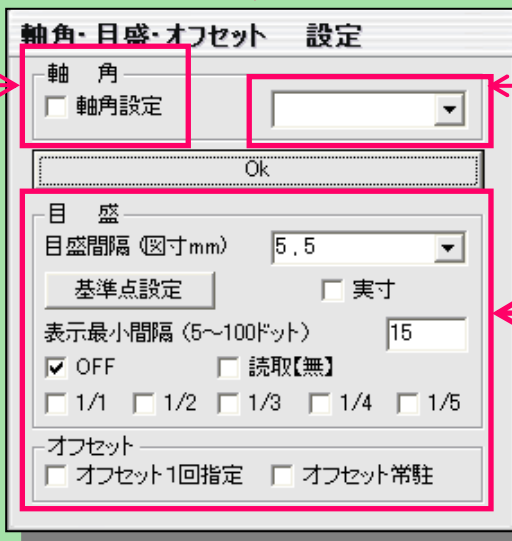 軸角・目盛・オフセット 設定
軸 角
軸角設定
Ok
目 盛
目盛間隔 (図寸mm) 5,5
基準点設定 実寸
表示最小間隔 (5～100ドット) 15
OFF 読取【無】
1/1 1/2 1/3 1/4 1/5
オフセット
オフセット1回指定 オフセット常駐